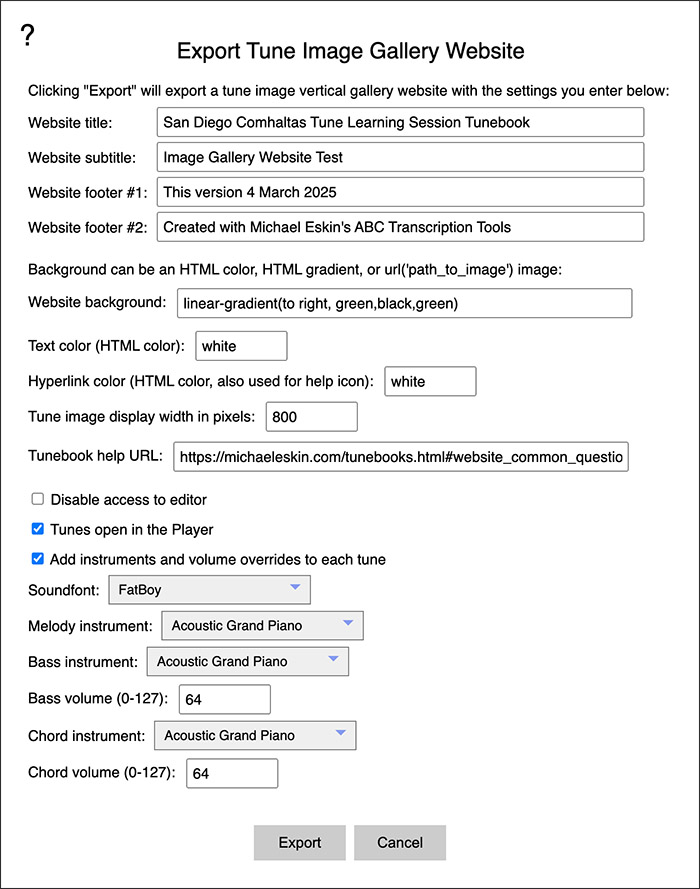 ?
Export Tune Image Gallery Website
Clicking "Export" will export a tune image vertical gallery website with the settings you enter below:
Website title: San Diego Comhaltas Tune Learning Session Tunebook
Website subtitle: Image Gallery Website Test
Website footer #1: This version 4 March 2025
Website footer #2: Created with Michael Eskin's ABC Transcription Tools
Background can be an HTML color, HTML gradient, or url('path_to_image') image:
Website background: linear-gradient(to right, green,black,green)
Text color (HTML color): white
Hyperlink color (HTML color, also used for help icon): white
Tune image display width in pixels: 800
Tunebook help URL: https://michaeleskin.com/tunebooks.html#website_common_questio
Disable access to editor
Tunes open in the Player
Add instruments and volume overrides to each tune
Soundfont: FatBoy
Melody instrument: Acoustic Grand Piano
Bass instrument: Acoustic Grand Piano
Bass volume (0-127): 64
Chord instrument: Acoustic Grand Piano
Chord volume (0-127): 64
Export Cancel